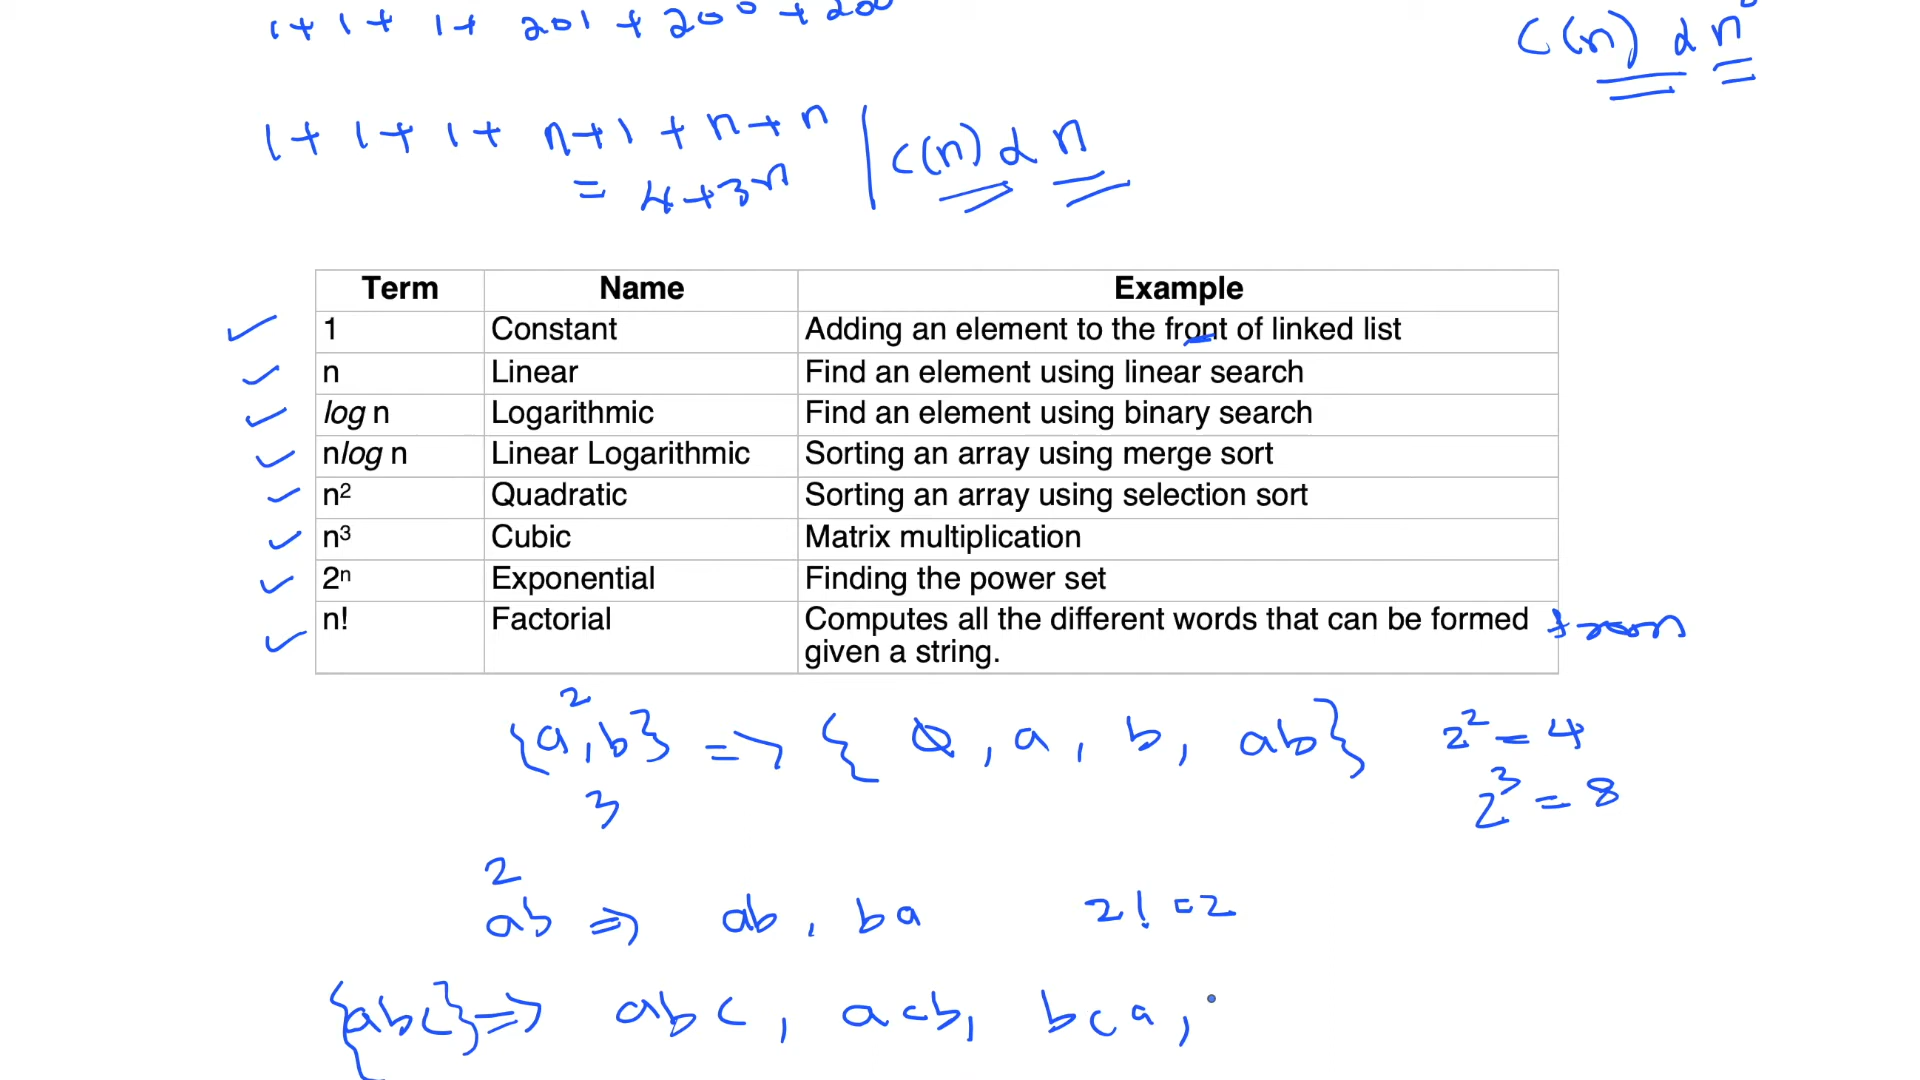 1 + 1 + 1 + 201 + 200 + 200
C(n) α n
1 + 1 + 1 + n+1 + n + n | C(n) α n
= 4+3n
Term Name Example
1 Constant Adding an element to the front of linked list
n Linear Find an element using linear search
log n Logarithmic Find an element using binary search
nlog n Linear Logarithmic Sorting an array using merge sort
n² Quadratic Sorting an array using selection sort
n³ Cubic Matrix multiplication
2ⁿ Exponential Finding the power set
n! Factorial Computes all the different words that can be formed from
given a string.
2
{a,b} => { Ø , a , b , ab} 2² = 4
3 2³ = 8
2
ab => ab , ba 2! = 2
{abc} => abc , acb, bca ,